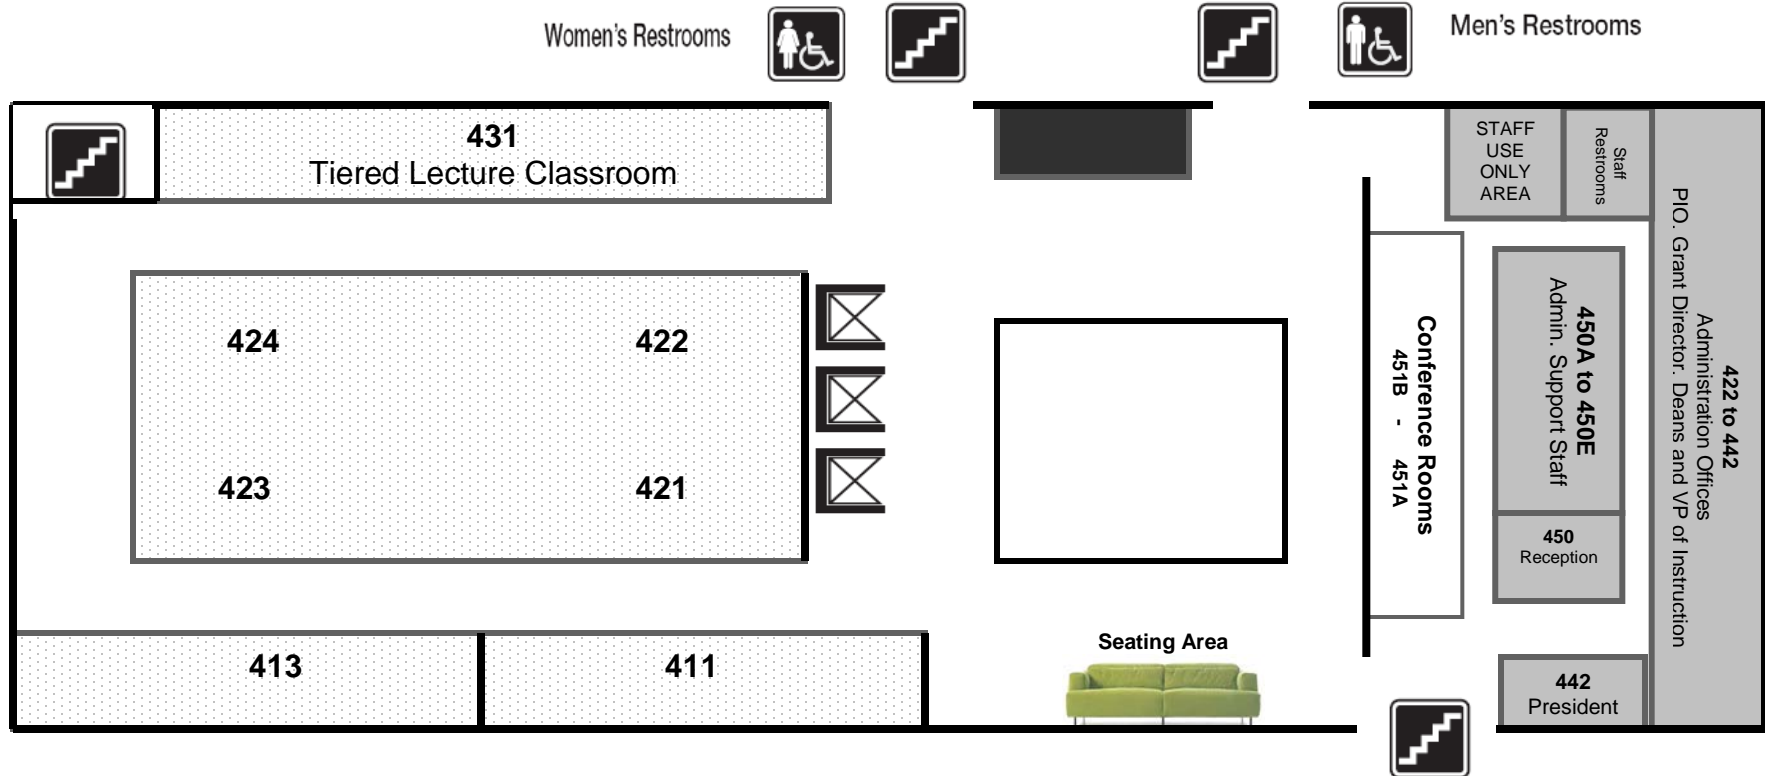 Women's Restrooms
Men's Restrooms
431
Tiered Lecture Classroom
STAFF
USE
ONLY
AREA
Staff
Restrooms
424
422
423
421
Conference Rooms
451B - 451A
450A to 450E
Admin. Support Staff
450
Reception
422 to 442
Administration Offices
PIO. Grant Director. Deans and VP of Instruction
413
411
Seating Area
442
President